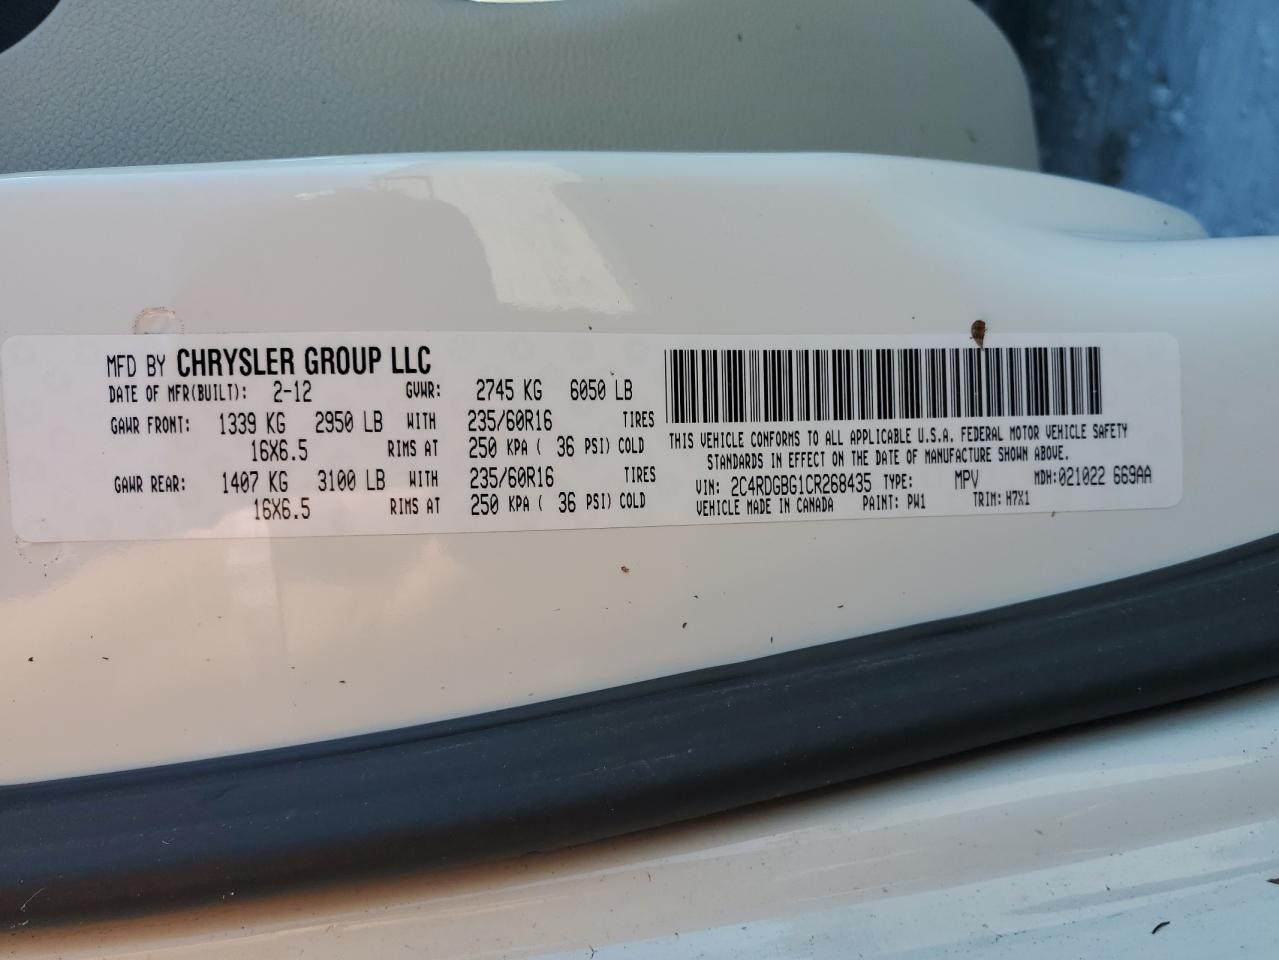 MFD BY CHRYSLER GROUP LLC
DATE OF MFR(BUILT): 2-12 GVWR: 2745 KG 6050 LB
GAWR FRONT: 1339 KG 2950 LB WITH 235/60R16 TIRES
16X6.5 RIMS AT 250 KPA ( 36 PSI) COLD
GAWR REAR: 1407 KG 3100 LB WITH 235/60R16 TIRES
16X6.5 RIMS AT 250 KPA ( 36 PSI) COLD
THIS VEHICLE CONFORMS TO ALL APPLICABLE U.S.A. FEDERAL MOTOR VEHICLE SAFETY
STANDARDS IN EFFECT ON THE DATE OF MANUFACTURE SHOWN ABOVE.
VIN: 2C4RDGBG1CR268435 TYPE: MPV MDH:021022 669AA
VEHICLE MADE IN CANADA PAINT: PW1 TRIM: H7X1